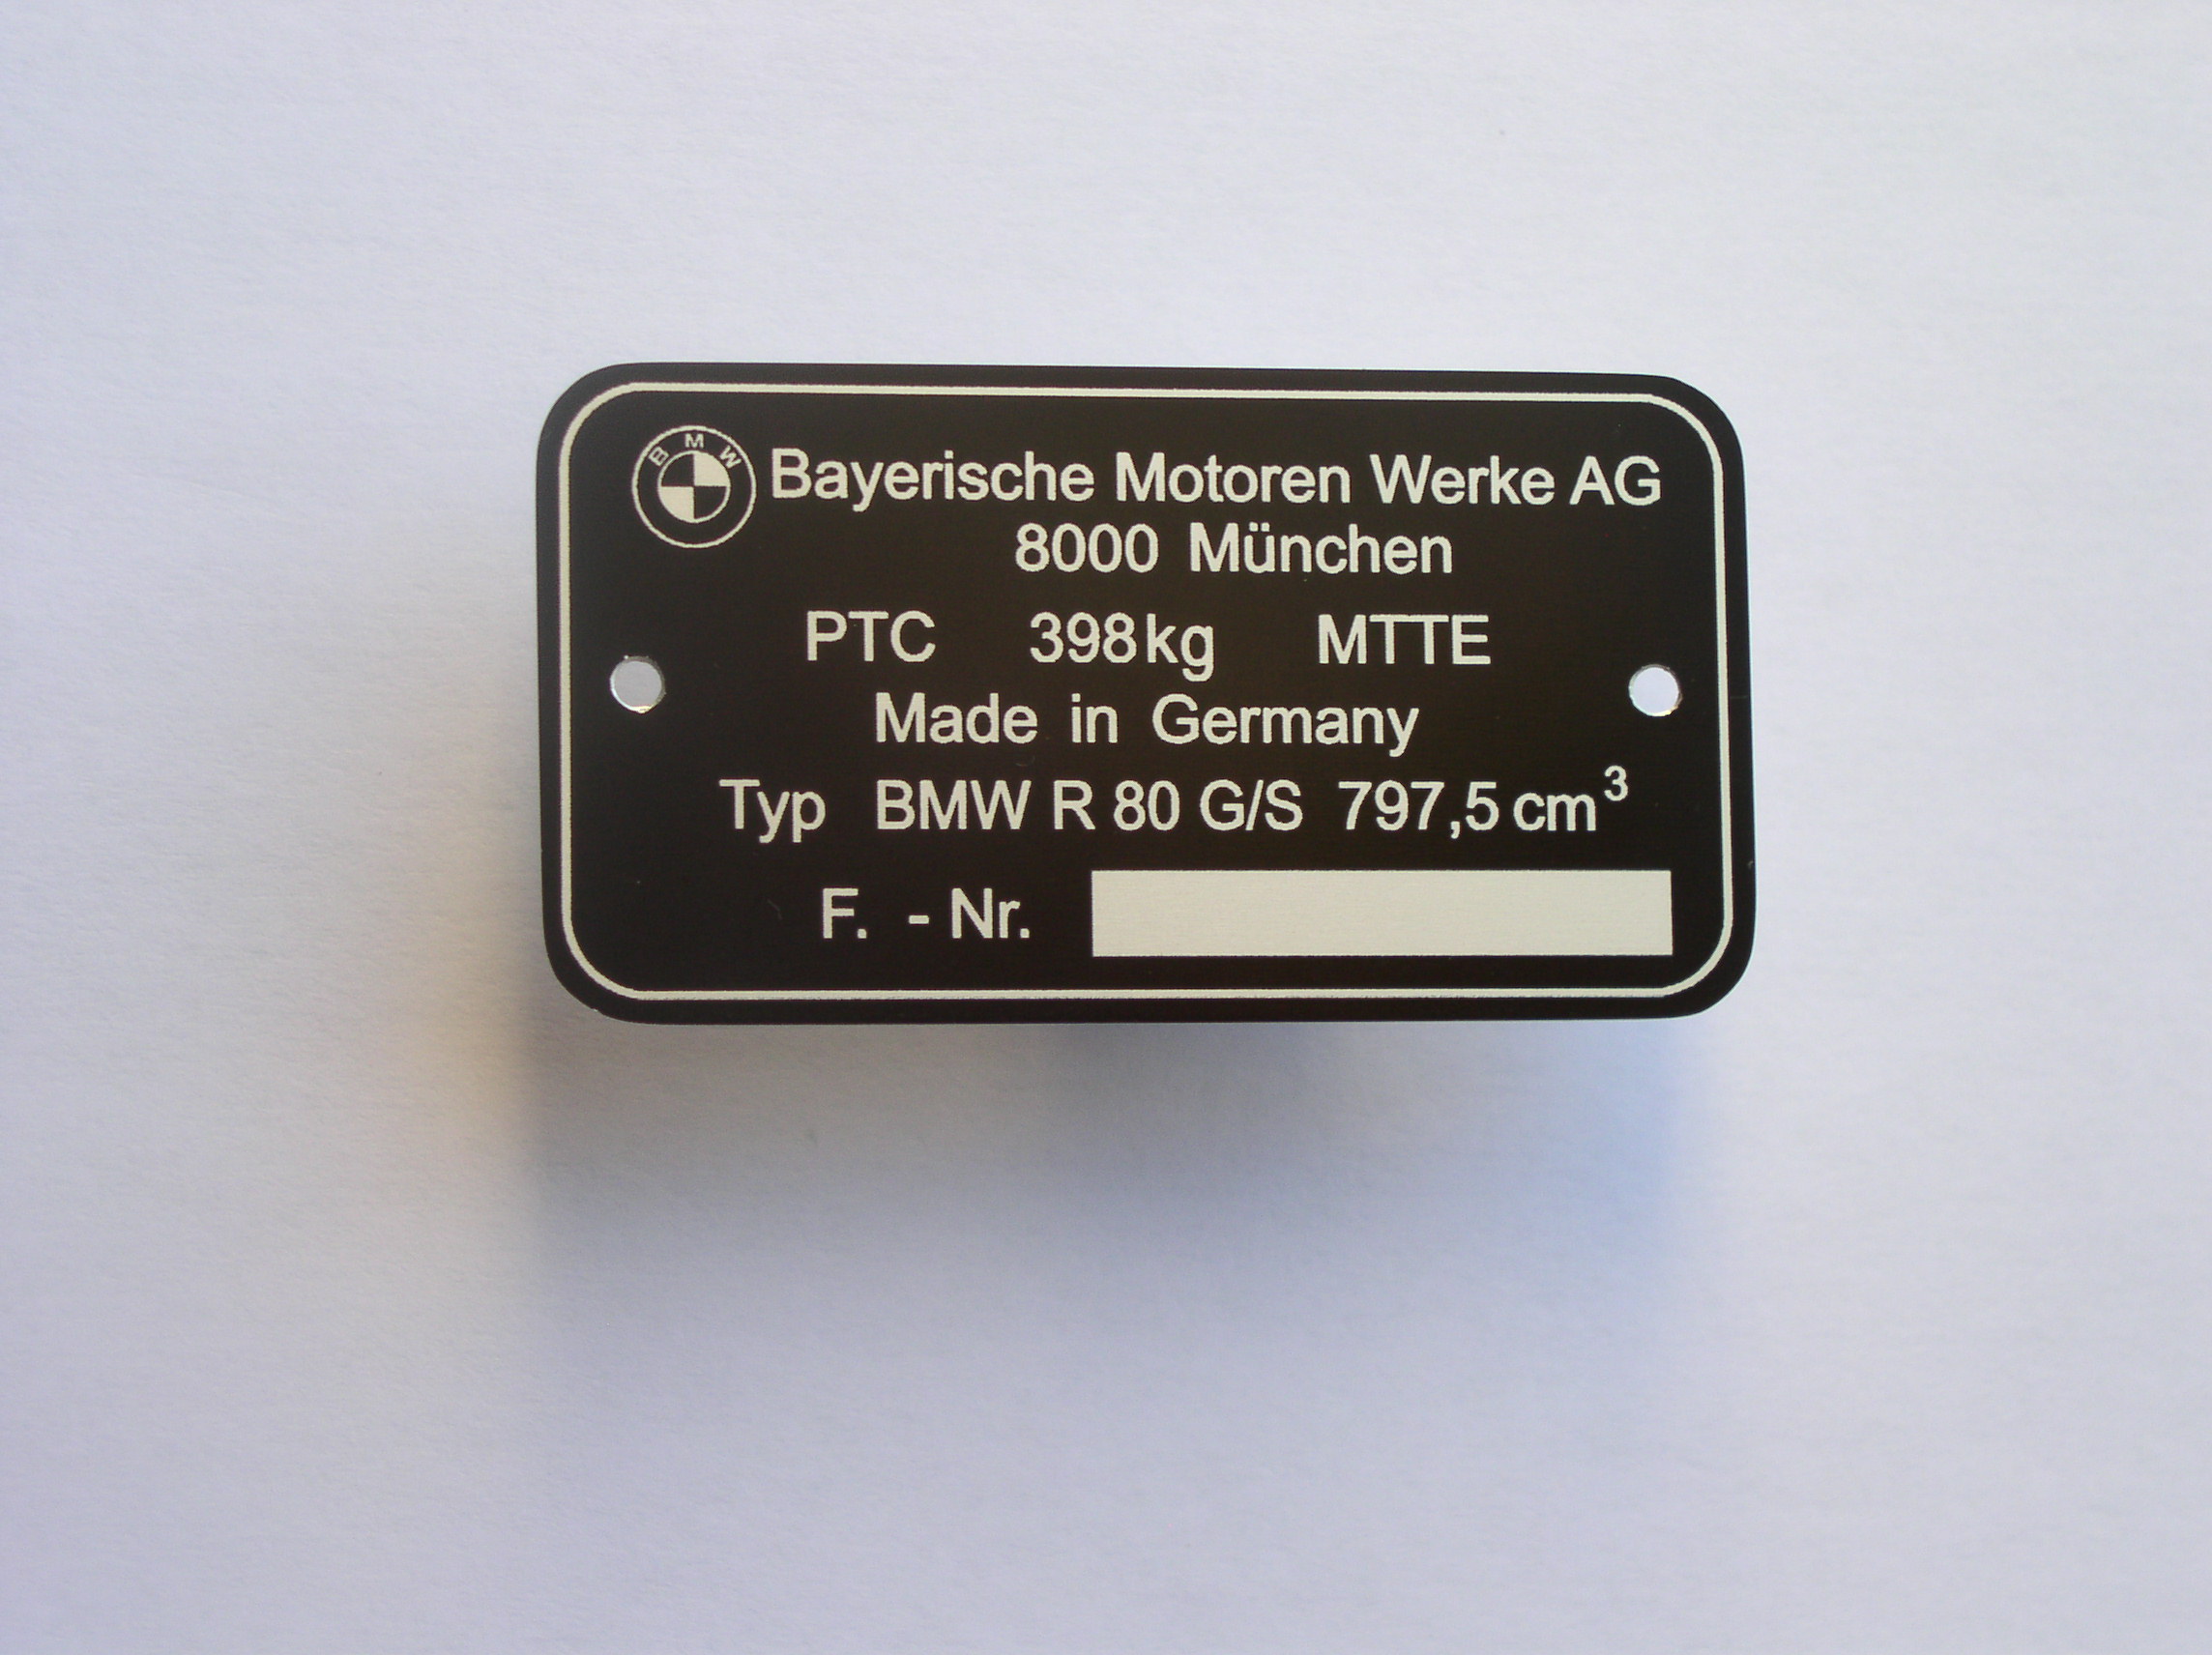 BMW
Bayerische Motoren Werke AG
8000 München
PTC 398kg MTTE
Made in Germany
Typ BMW R 80 G/S 797,5 cm³
F. - Nr.